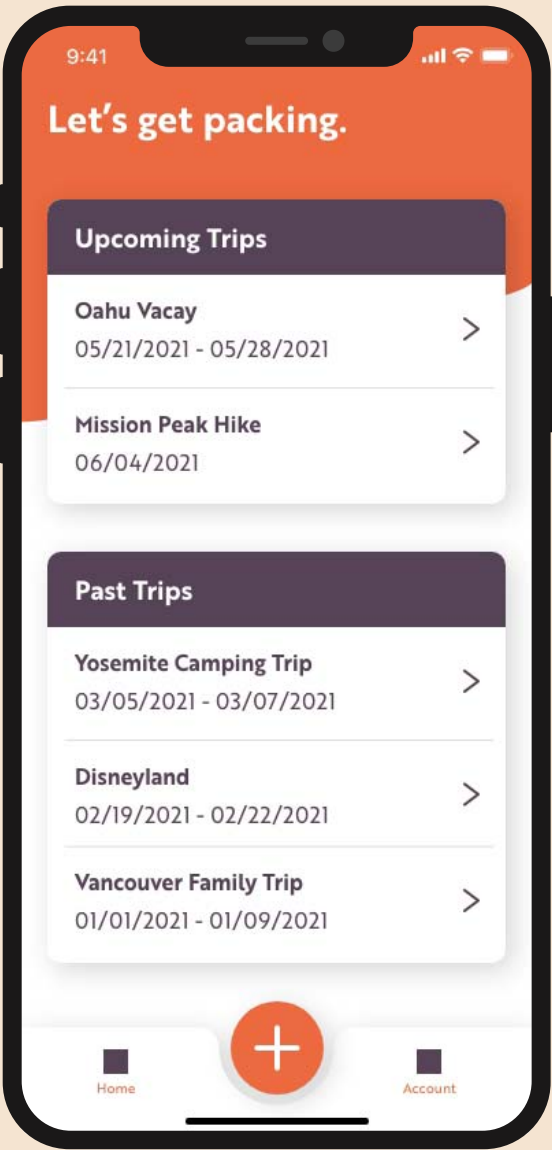 9:41
Let's get packing.
Upcoming Trips
Oahu Vacay
05/21/2021 - 05/28/2021
Mission Peak Hike
06/04/2021
Past Trips
Yosemite Camping Trip
03/05/2021 - 03/07/2021
Disneyland
02/19/2021 - 02/22/2021
Vancouver Family Trip
01/01/2021 - 01/09/2021
Home
Account